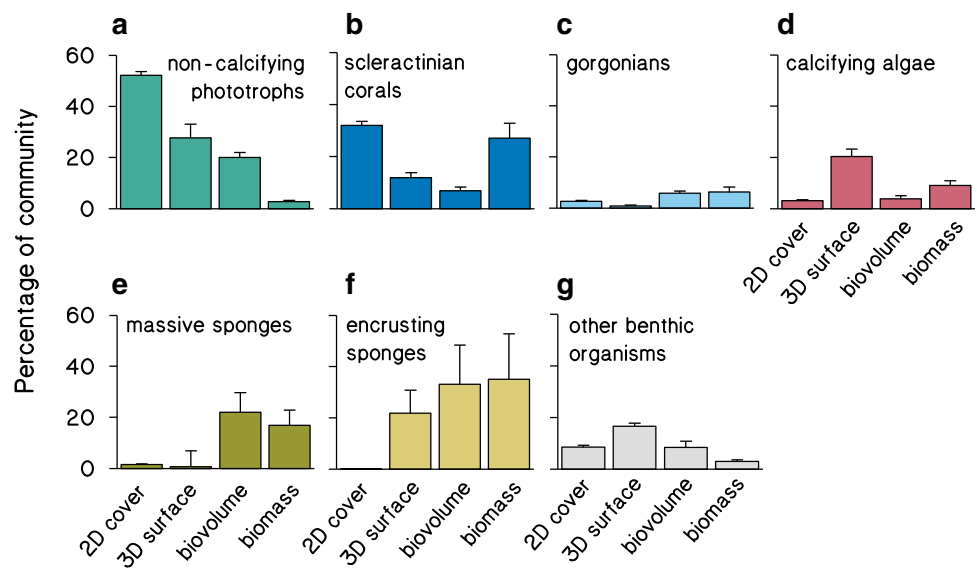 a
b
c
d
60
40
20
0
non-calcifying
phototrophs
scleractinian
corals
gorgonians
calcifying algae
Percentage of community
2D cover
3D surface
biovolume
biomass
e
f
g
60
40
20
0
massive sponges
encrusting
sponges
other benthic
organisms
2D cover
3D surface
biovolume
biomass
2D cover
3D surface
biovolume
biomass
2D cover
3D surface
biovolume
biomass